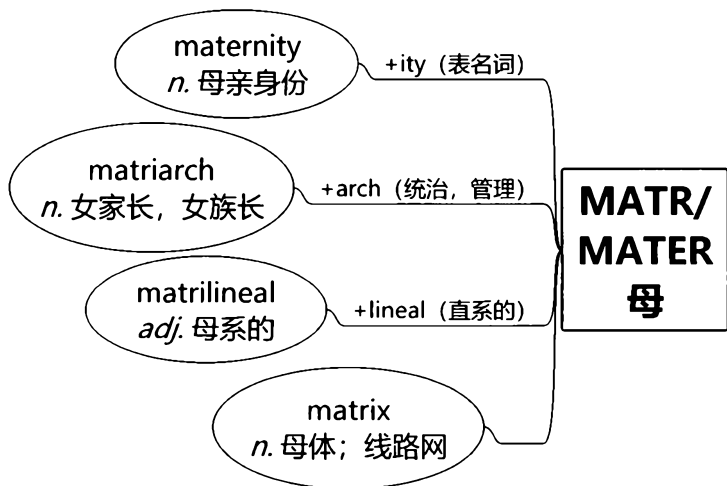 maternity
n. 母亲身份
+ity（表名词）
matriarch
n. 女家长，女族长
+arch（统治，管理）
matrilineal
adj. 母系的
+lineal（直系的）
matrix
n. 母体；线路网
MATR/
MATER
母